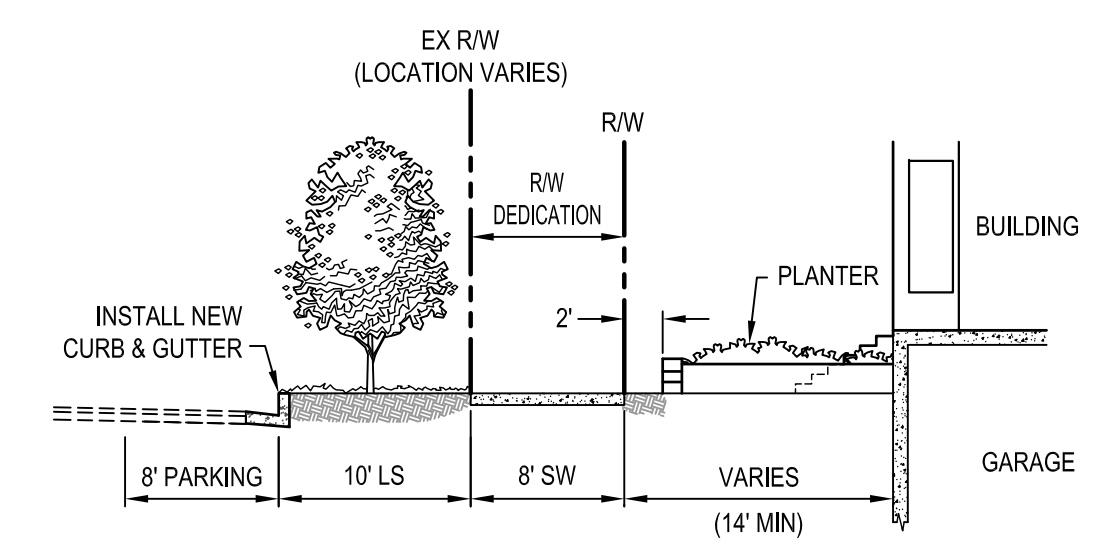 EX R/W
(LOCATION VARIES)
R/W
R/W
DEDICATION
BUILDING
PLANTER
2'
INSTALL NEW
CURB & GUTTER
GARAGE
8' PARKING
10' LS
8' SW
VARIES
(14' MIN)